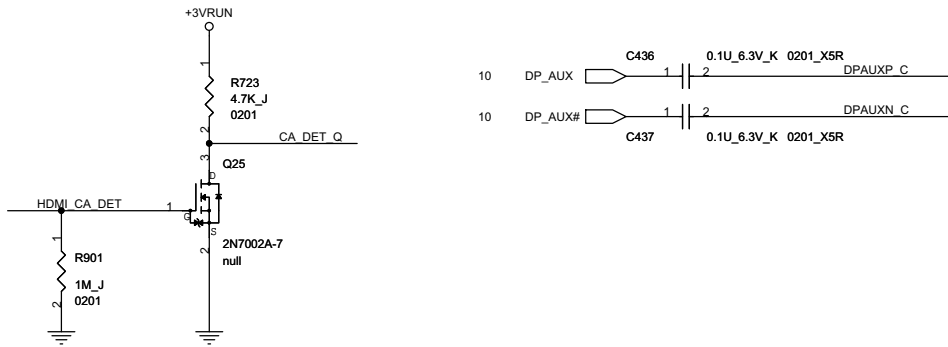 +3VRUN
1
R723
4.7K_J
0201
2
CA_DET_Q
3
Q25
D
HDMI_CA_DET
1
G
S
2N7002A-7
null
2
1
R901
1M_J
0201
2
C436
0.1U_6.3V_K 0201_X5R
10 DP_AUX 1 2 DPAUXP_C
10 DP_AUX# 1 2 DPAUXN_C
C437
0.1U_6.3V_K 0201_X5R